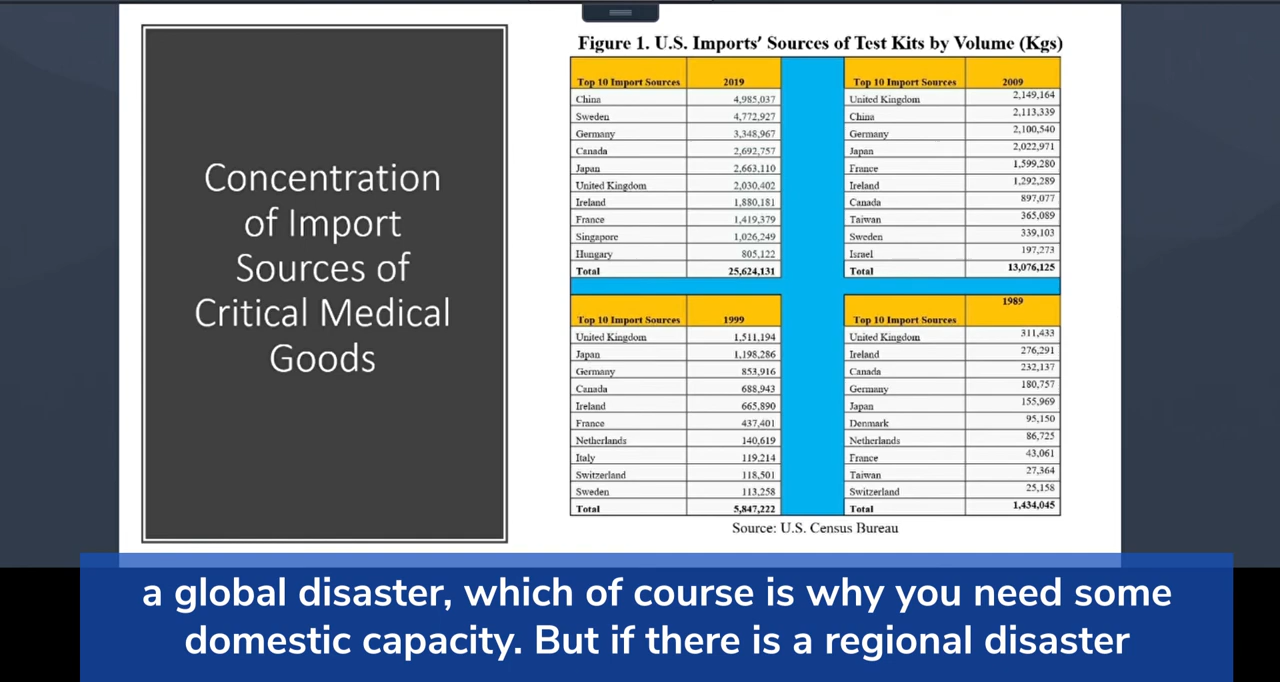 Concentration
of Import
Sources of
Critical Medical
Goods
Figure 1. U.S. Imports' Sources of Test Kits by Volume (Kgs)
Top 10 Import Sources 2019
China 4,985,037
Sweden 4,772,927
Germany 3,348,967
Canada 2,692,757
Japan 2,663,110
United Kingdom 2,030,402
Ireland 1,880,181
France 1,419,379
Singapore 1,026,249
Hungary 805,122
Total 25,624,131
Top 10 Import Sources 2009
United Kingdom 2,149,164
China 2,113,339
Germany 2,100,540
Japan 2,022,971
France 1,599,280
Ireland 1,292,289
Canada 897,077
Taiwan 365,089
Sweden 339,103
Israel 197,273
Total 13,076,125
Top 10 Import Sources 1999
United Kingdom 1,511,194
Japan 1,198,286
Germany 853,916
Canada 688,943
Ireland 665,890
France 437,401
Netherlands 140,619
Italy 119,214
Switzerland 118,501
Sweden 113,258
Total 5,847,222
Top 10 Import Sources 1989
United Kingdom 311,433
Ireland 276,291
Canada 232,137
Germany 180,757
Japan 155,969
Denmark 95,150
Netherlands 86,725
France 43,061
Taiwan 27,364
Switzerland 25,158
Total 1,434,045
Source: U.S. Census Bureau
a global disaster, which of course is why you need some
domestic capacity. But if there is a regional disaster